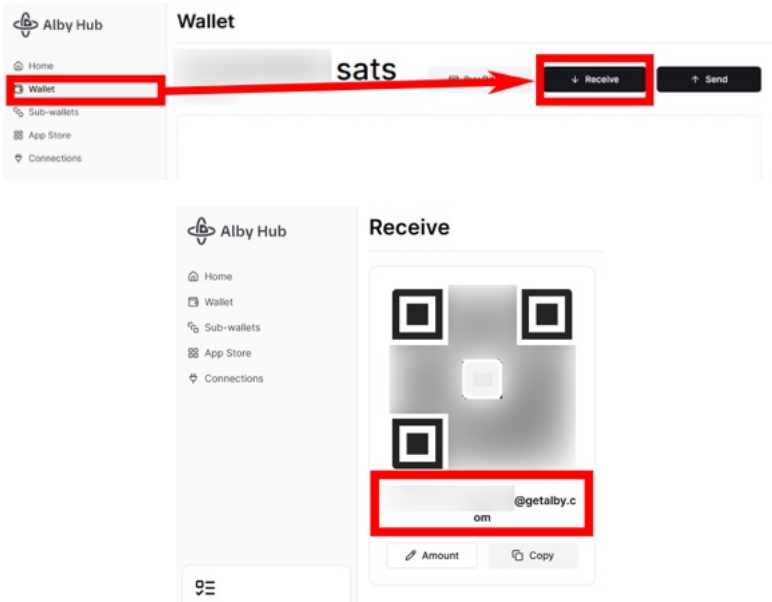 Alby Hub
Wallet
Home
Wallet
Sub-wallets
App Store
Connections
sats
Receive
Send
Alby Hub
Receive
Home
Wallet
Sub-wallets
App Store
Connections
@getalby.c
om
Amount
Copy